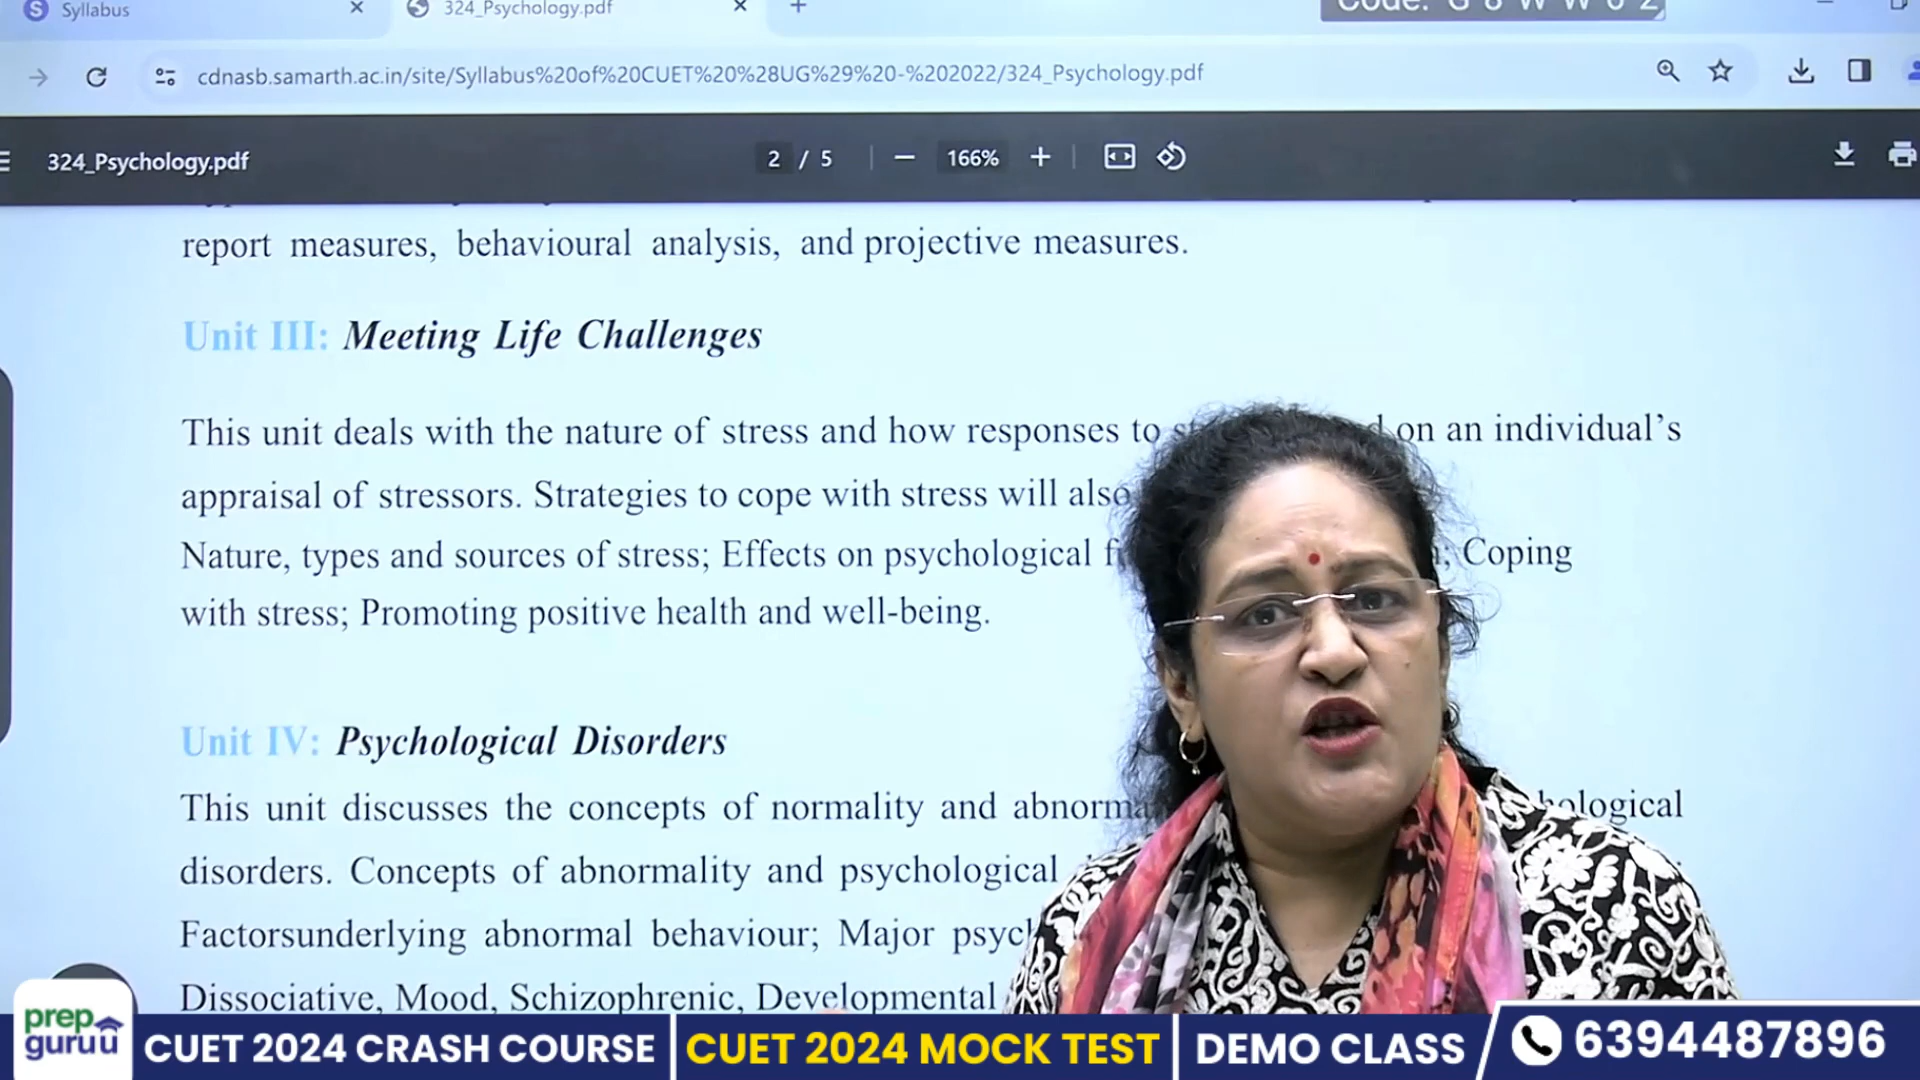 Syllabus
324_Psychology.pdf
Code: G 8 W W 6 2
cdnasb.samarth.ac.in/site/Syllabus%20of%20CUET%20%28UG%29%20-%202022/324_Psychology.pdf
324_Psychology.pdf
2 / 5
166%
report measures, behavioural analysis, and projective measures.
Unit III: Meeting Life Challenges
This unit deals with the nature of stress and how responses to on an individual's
appraisal of stressors. Strategies to cope with stress will also
Nature, types and sources of stress; Effects on psychological Coping
with stress; Promoting positive health and well-being.
Unit IV: Psychological Disorders
This unit discusses the concepts of normality and
disorders. Concepts of abnormality and psychological
Factorsunderlying abnormal behaviour; Major
Dissociative, Mood, Schizophrenic, Developmental
prep
guruu
CUET 2024 CRASH COURSE
CUET 2024 MOCK TEST
DEMO CLASS
6394487896